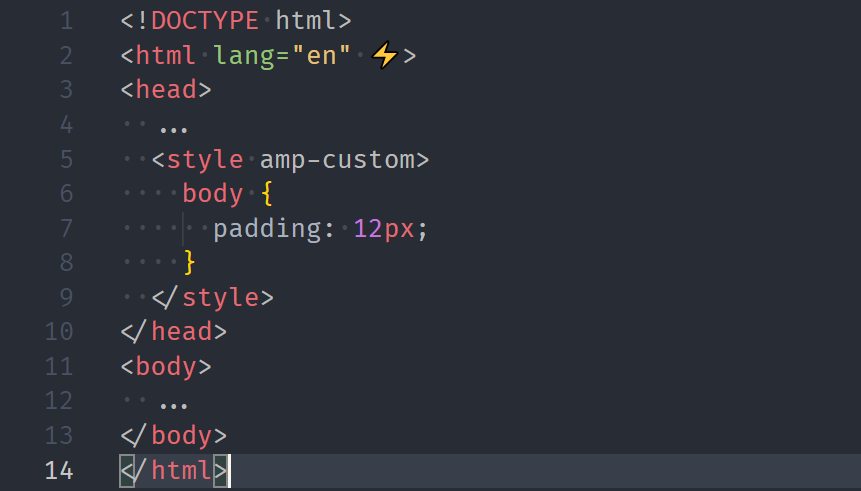 1 <!DOCTYPE html>
2 <html lang="en" ⚡>
3 <head>
4   ...
5   <style amp-custom>
6     body {
7       padding: 12px;
8     }
9   </style>
10 </head>
11 <body>
12   ...
13 </body>
14 </html>